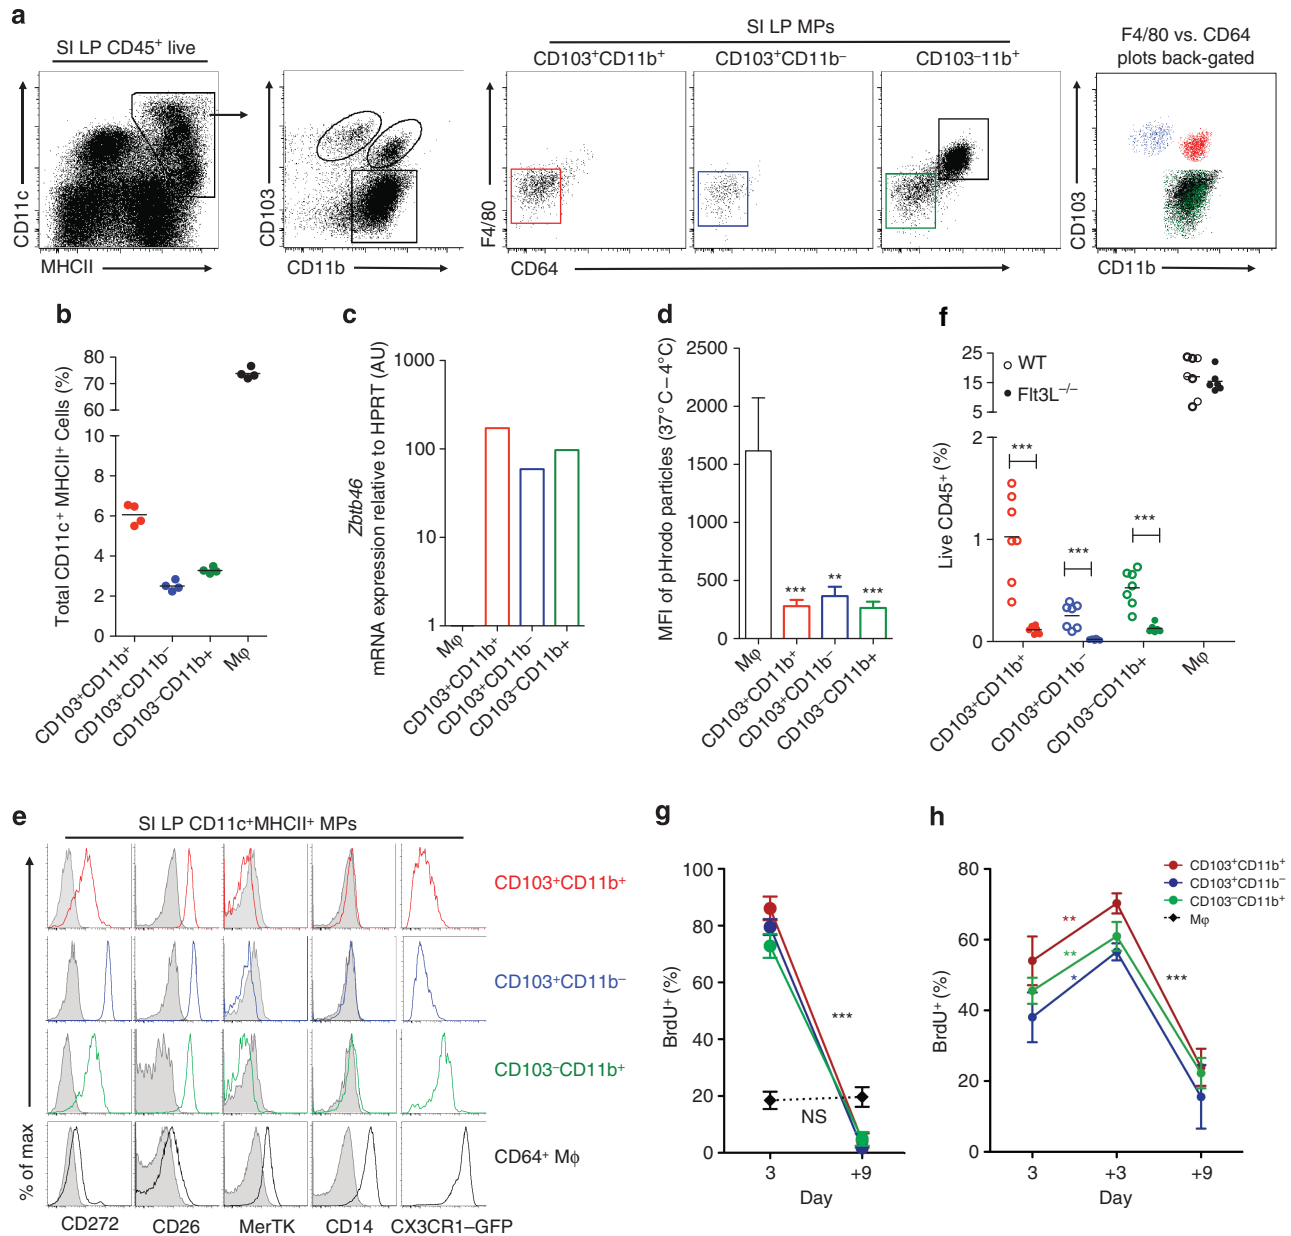 a
SI LP CD45⁺ live
CD11c
MHCII
CD103
CD11b
SI LP MPs
CD103⁺CD11b⁺
CD103⁺CD11b⁻
CD103⁻11b⁺
F4/80
CD64
F4/80 vs. CD64
plots back-gated
CD103
CD11b
b
Total CD11c⁺ MHCII⁺ Cells (%)
80
70
60
10
8
6
4
2
0
CD103⁺CD11b⁺
CD103⁺CD11b⁻
CD103⁻CD11b+
Mφ
c
Zbtb46
mRNA expression relative to HPRT (AU)
1000
100
10
1
Mφ
CD103⁺CD11b⁺
CD103⁺CD11b⁻
CD103⁻CD11b+
d
MFI of pHrodo particles (37°C – 4°C)
2500
2000
1500
1000
500
0
***
**
***
Mφ
CD103⁺CD11b⁺
CD103⁺CD11b⁻
CD103⁻CD11b+
f
Live CD45⁺ (%)
25
15
5
2
1
0
WT
Flt3L⁻/⁻
***
***
***
CD103⁺CD11b⁺
CD103⁺CD11b⁻
CD103⁻CD11b⁺
Mφ
e
SI LP CD11c⁺MHCII⁺ MPs
% of max
CD103⁺CD11b⁺
CD103⁺CD11b⁻
CD103⁻CD11b⁺
CD64⁺ Mϕ
CD272
CD26
MerTK
CD14
CX3CR1–GFP
g
BrdU⁺ (%)
100
80
60
40
20
0
***
NS
3
+9
Day
h
BrdU⁺ (%)
80
60
40
20
0
**
**
*
***
3
+3
+9
Day
CD103⁺CD11b⁺
CD103⁺CD11b⁻
CD103⁻CD11b⁺
Mφ